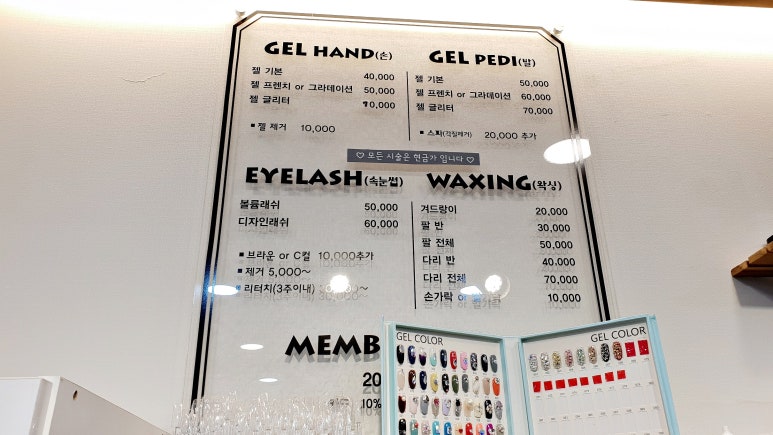 GEL HAND(손)
젤 기본 40,000
젤 프렌치 or 그라데이션 50,000
젤 글리터
■ 젤 제거 10,000
GEL PEDI(발)
젤 기본 50,000
젤 프렌치 or 그라데이션 60,000
젤 글리터 70,000
■ 스파(각질제거) 20,000 추가
♡ 모든 시술은 현금가 입니다 ♡
EYELASH(속눈썹)
볼륨래쉬 50,000
디자인래쉬 60,000
■ 브라운 or C컬 10,000추가
■ 제거 5,000~
■ 리터치(3주이내)
WAXING(왁싱)
겨드랑이 20,000
팔 반 30,000
팔 전체 50,000
다리 반 40,000
다리 전체 70,000
손가락 or 10,000
MEMB
20
10%
GEL COLOR
GEL COLOR